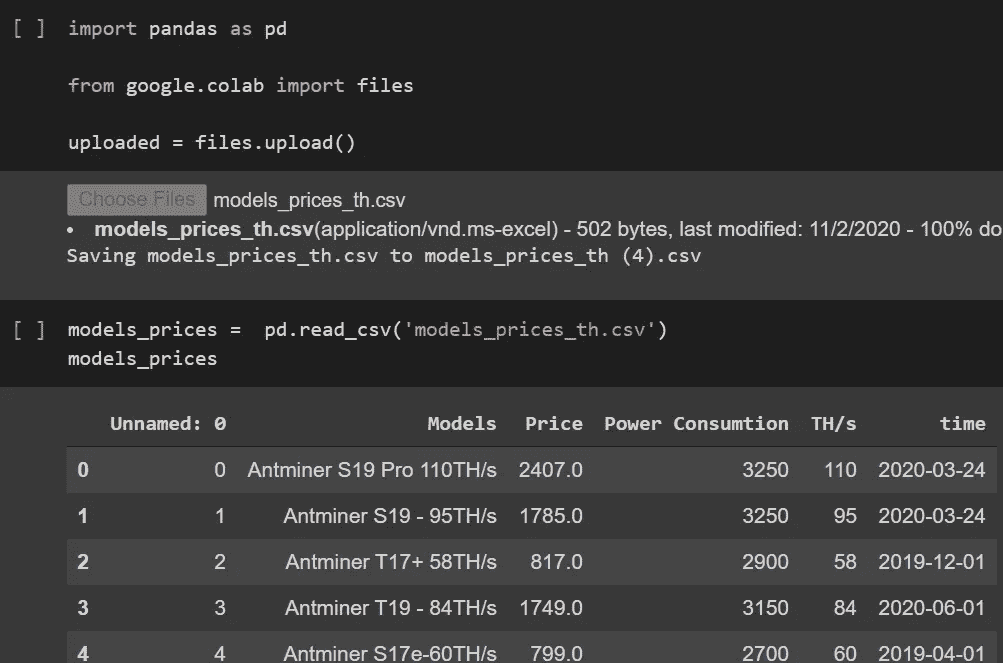 [ ] import pandas as pd
from google.colab import files
uploaded = files.upload()
Choose Files models_prices_th.csv
• models_prices_th.csv(application/vnd.ms-excel) - 502 bytes, last modified: 11/2/2020 - 100% do
Saving models_prices_th.csv to models_prices_th (4).csv
[ ] models_prices =  pd.read_csv('models_prices_th.csv')
models_prices
Unnamed: 0 Models Price Power Consumtion TH/s time
0 0 Antminer S19 Pro 110TH/s 2407.0 3250 110 2020-03-24
1 1 Antminer S19 - 95TH/s 1785.0 3250 95 2020-03-24
2 2 Antminer T17+ 58TH/s 817.0 2900 58 2019-12-01
3 3 Antminer T19 - 84TH/s 1749.0 3150 84 2020-06-01
4 4 Antminer S17e-60TH/s 799.0 2700 60 2019-04-01